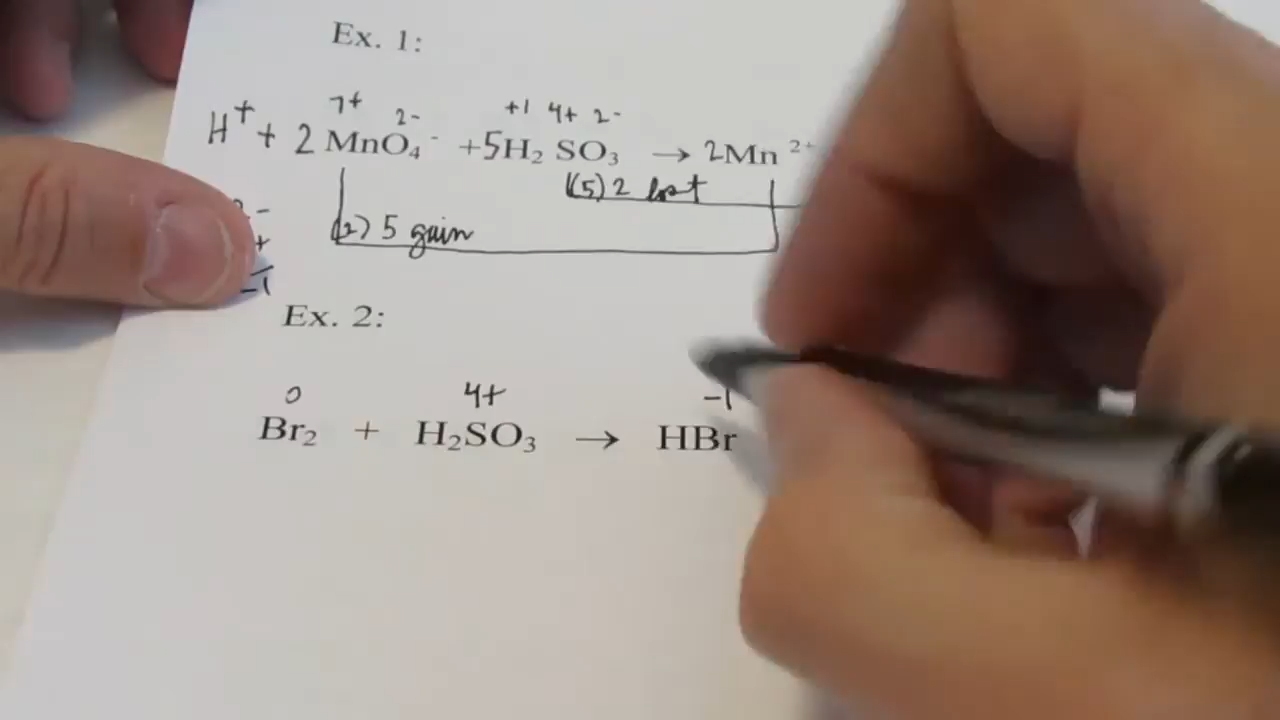 Ex. 1:
7+ 2- +1 4+ 2-
H⁺ + 2 MnO₄⁻ +5H₂ SO₃ → 2Mn ²⁺
(5) 2 lost
(2) 5 gain
-
+
-1
Ex. 2:
0 4+ -1
Br₂ + H₂SO₃ → HBr